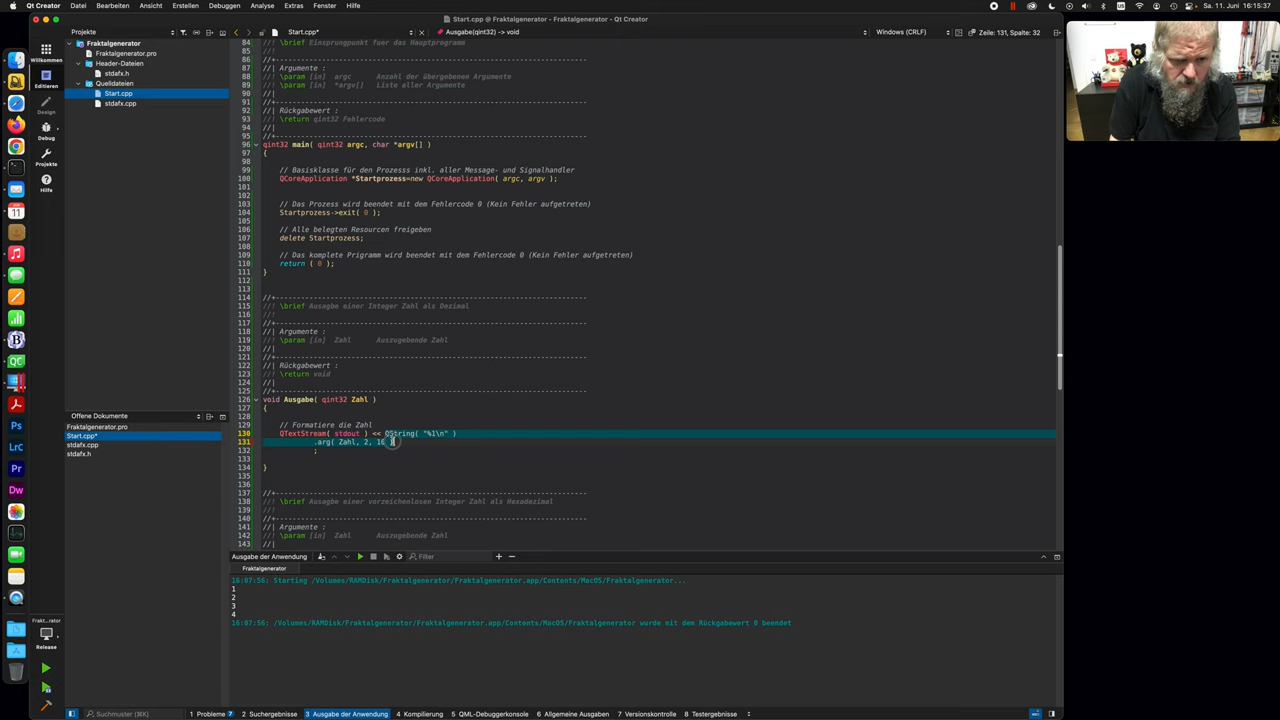 Qt Creator Datei Bearbeiten Ansicht Erstellen Debuggen Analyse Extras Fenster Hilfe Sa. 11. Juni 16:15:37
Start.cpp @ Fraktalgenerator - Fraktalgenerator - Qt Creator
Projekte
Start.cpp*
Ausgabe(qint32) -> void
Windows (CRLF)
Zeile: 131, Spalte: 32
Willkommen
Editieren
Design
Debug
Projekte
Hilfe
Fraktalgenerator
Fraktalgenerator.pro
Header-Dateien
stdafx.h
Quelldateien
Start.cpp
stdafx.cpp
84 //! \brief Einsprungpunkt fuer das Hauptprogramm
85 //!
86 //+---------------------------------------------------------------------------
87 //| Argumente :
88 //! \param [in] argc Anzahl der übergebenen Argumente
89 //! \param [in] *argv[] Liste aller Argumente
90 //|
91 //+---------------------------------------------------------------------------
92 //| Rückgabewert :
93 //! \return qint32 Fehlercode
94 //|
95 //+---------------------------------------------------------------------------
96 qint32 main( qint32 argc, char *argv[] )
97 {
98
99 // Basisklasse für den Prozesss inkl. aller Message- und Signalhandler
100 QCoreApplication *Startprozess=new QCoreApplication( argc, argv );
101
102
103 // Das Prozess wird beendet mit dem Fehlercode 0 (Kein Fehler aufgetreten)
104 Startprozess->exit( 0 );
105
106 // Alle belegten Resourcen freigeben
107 delete Startprozess;
108
109 // Das komplete Prigramm wird beendet mit dem Fehlercode 0 (Kein Fehler aufgetreten)
110 return ( 0 );
111 }
112
113
114 //+---------------------------------------------------------------------------
115 //! \brief Ausagbe einer Integer Zahl als Dezimal
116 //!
117 //+---------------------------------------------------------------------------
118 //| Argumente :
119 //! \param [in] Zahl Auszugebende Zahl
120 //|
121 //+---------------------------------------------------------------------------
122 //| Rückgabewert :
123 //! \return void
124 //|
125 //+---------------------------------------------------------------------------
126 void Ausgabe( qint32 Zahl )
127 {
128
129 // Formatiere die Zahl
130 QTextStream( stdout ) << QString( "%1\n" )
131 .arg( Zahl, 2, 16 )
132 ;
133
134 }
135
136
137 //+---------------------------------------------------------------------------
138 //! \brief Ausagbe einer verzeichenlosen Integer Zahl als Hexadezimal
139 //!
140 //+---------------------------------------------------------------------------
141 //| Argumente :
142 //! \param [in] Zahl Auszugebende Zahl
143 //|
Offene Dokumente
Fraktalgenerator.pro
Start.cpp*
stdafx.cpp
stdafx.h
Ausgabe der Anwendung
Filter
Fraktalgenerator
16:07:56: Starting /Volumes/RAMDisk/Fraktalgenerator/Fraktalgenerator.app/Contents/MacOS/Fraktalgenerator...
1
2
3
4
16:07:56: /Volumes/RAMDisk/Fraktalgenerator/Fraktalgenerator.app/Contents/MacOS/Fraktalgenerator wurde mit dem Rückgabewert 0 beendet
Frakt...rator
Release
Suchmuster (⌘K)
1 Probleme 7
2 Suchergebnisse
3 Ausgabe der Anwendung
4 Kompilierung
5 QML-Debuggerkonsole
6 Allgemeine Ausgaben
7 Versionskontrolle
8 Testergebnisse